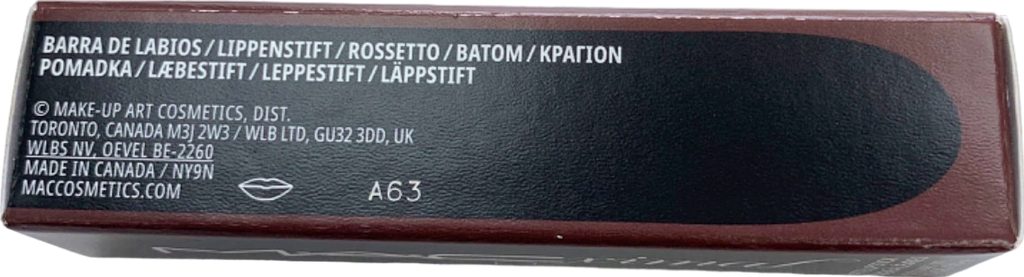 BARRA DE LABIOS / LIPPENSTIFT / ROSSETTO / BATOM / ΚΡΑΓΙΟΝ
POMADKA / LÆBESTIFT / LEPPESTIFT / LÄPPSTIFT
© MAKE-UP ART COSMETICS, DIST.
TORONTO, CANADA M3J 2W3 / WLB LTD, GU32 3DD, UK
WLBS NV, OEVEL BE-2260
MADE IN CANADA / NY9N
MACCOSMETICS.COM
A63